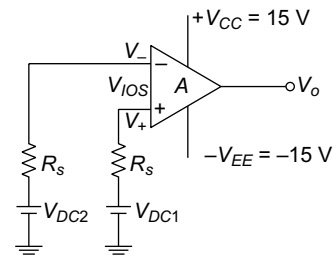 +V_CC = 15 V
V_−
−
V_IOS
A
V_o
V_+
+
−V_EE = −15 V
R_s
R_s
V_DC2
V_DC1